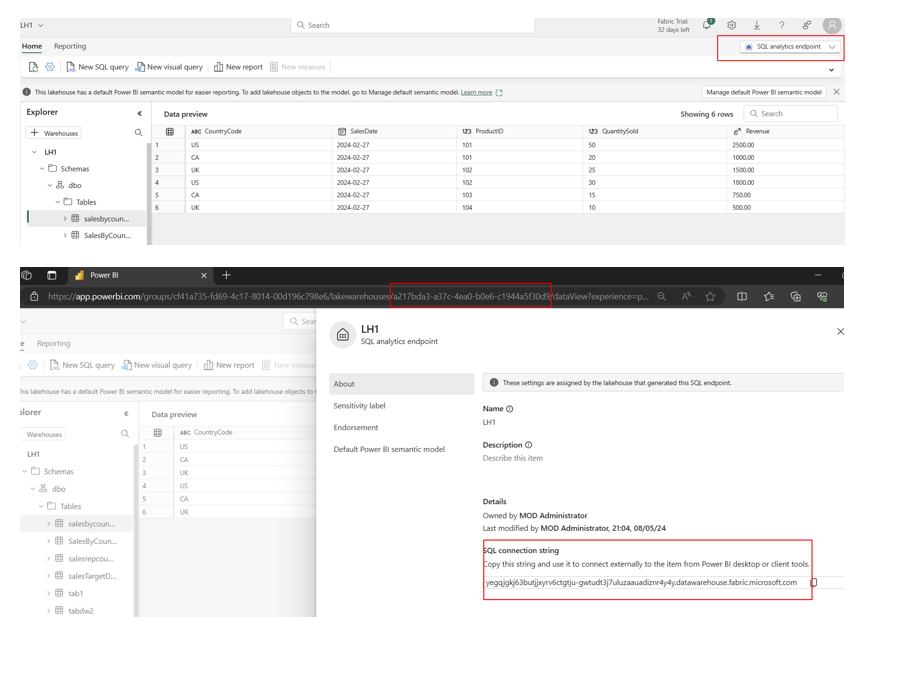 LH1
Search
Fabric Trial:
32 days left
1
?
Home Reporting
SQL analytics endpoint
New SQL query New visual query New report New measure
This lakehouse has a default Power BI semantic model for easier reporting. To add lakehouse objects to the model. go to Manage default semantic model. Learn more
Manage default Power BI semantic model
Explorer
Data preview
Showing 6 rows
Search
+ Warehouses
ABC CountryCode SalesDate 123 ProductID 123 QuantitySold Revenue
1 US 2024-02-27 101 50 2500.00
2 CA 2024-02-27 101 20 1000.00
3 UK 2024-02-27 102 25 1500.00
4 US 2024-02-27 102 30 1800.00
5 CA 2024-02-27 103 15 750.00
6 UK 2024-02-27 104 10 500.00
LH1
Schemas
dbo
Tables
salesbycoun...
SalesByCoun...
Power BI
https://app.powerbi.com/groups/cf41a735-fd69-4c17-8014-00d196c798e6/lakewarehouses/a217bda3-a37c-4ea0-b0e6-c1944a5f30d9/dataView?experience=p...
Sear
e Reporting
New SQL query New visual query New report New measure
his lakehouse has a default Power BI semantic model for easier reporting. To add lakehouse objects to t
plorer
Data preview
Warehouses
ABC CountryCode
1 US
2 CA
3 UK
4 US
5 CA
6 UK
LH1
Schemas
dbo
Tables
salesbycoun...
SalesByCoun...
salesrepcou...
salesTargetD...
tab1
tabdw2
LH1
SQL analytics endpoint
About
Sensitivity label
Endorsement
Default Power BI semantic model
These settings are assigned by the lakehouse that generated this SQL endpoint.
Name
LH1
Description
Describe this item
Details
Owned by MOD Administrator
Last modified by MOD Administrator, 21:04, 08/05/24
SQL connection string
Copy this string and use it to connect externally to the item from Power BI desktop or client tools.
yegqjgkj63butjjxyrv6ctgtju-gwtudt3j7uluzaauadiznr4y4y.datawarehouse.fabric.microsoft.com